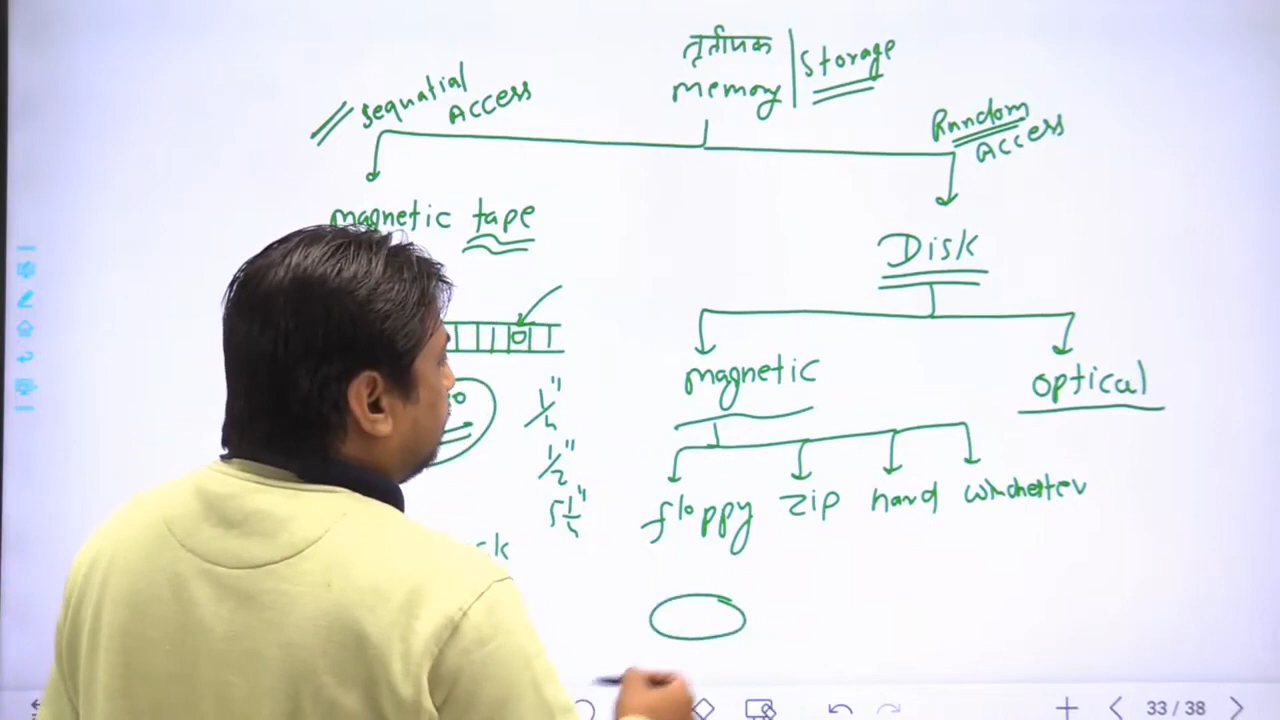 तृतीयक
memory | Storage
Sequatial
Access
Random
Access
magnetic tape
Disk
magnetic
optical
1/4"
1/2"
5 1/4"
floppy
zip
hard
winchester
33 / 38